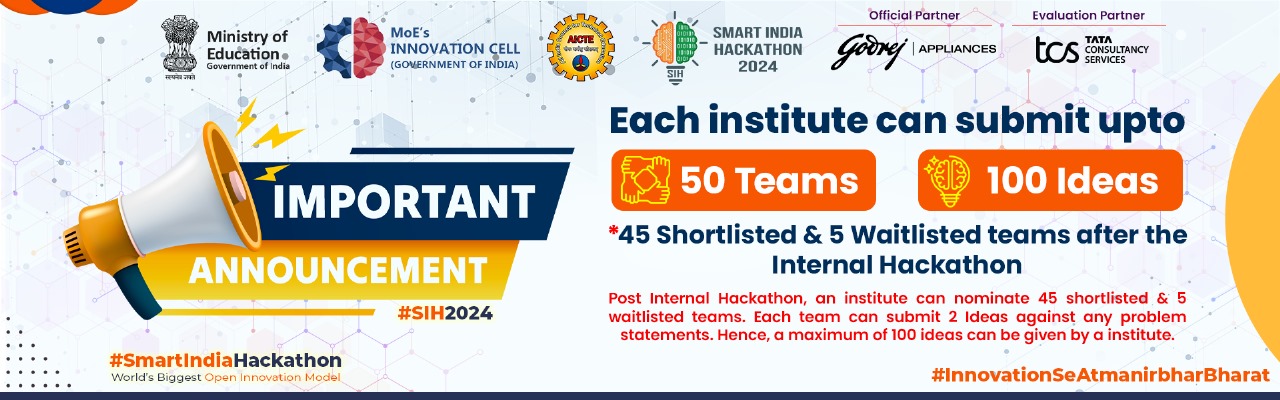 सत्यमेव जयते
Ministry of
Education
Government of India
MoE's
INNOVATION CELL
(GOVERNMENT OF INDIA)
AICTE
SIH
SMART INDIA
HACKATHON
2024
Official Partner
Godrej | APPLIANCES
Evaluation Partner
tcs TATA
CONSULTANCY
SERVICES
IMPORTANT
ANNOUNCEMENT
#SIH2024
#SmartIndiaHackathon
World's Biggest Open Innovation Model
Each institute can submit upto
50 Teams
100 Ideas
*45 Shortlisted & 5 Waitlisted teams after the
Internal Hackathon
Post Internal Hackathon, an institute can nominate 45 shortlisted & 5
waitlisted teams. Each team can submit 2 Ideas against any problem
statements. Hence, a maximum of 100 ideas can be given by a institute.
#InnovationSeAtmanirbharBharat